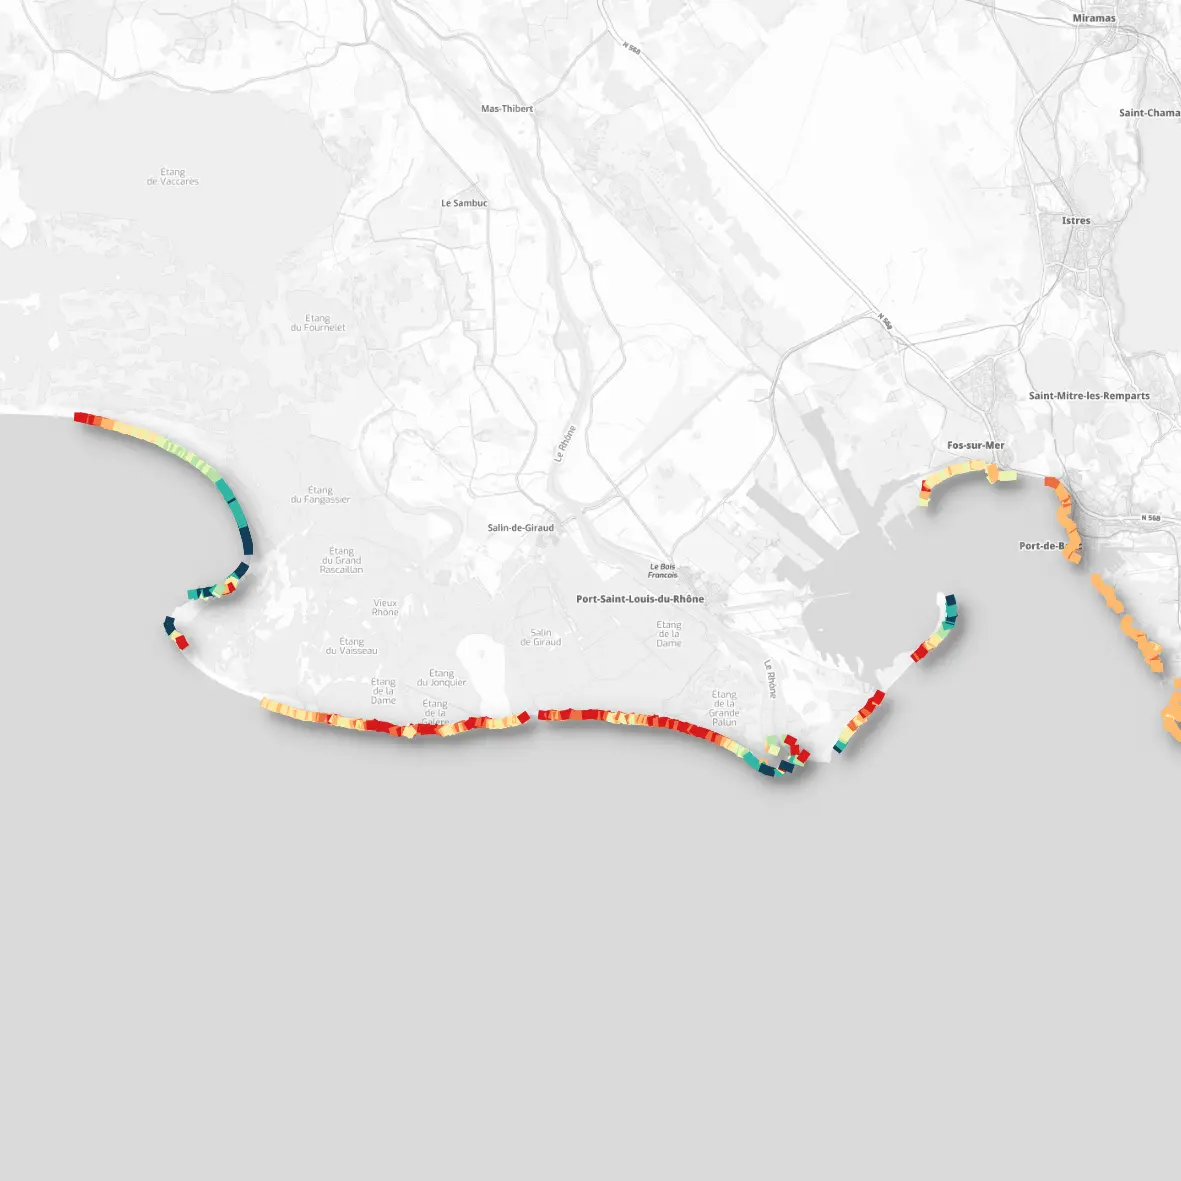 Miramas
N 568
Mas-Thibert
Saint-Chama
Étang
de Vaccarès
Le Sambuc
Istres
Étang
du Fournelet
N 568
Saint-Mitre-les-Remparts
Fos-sur-Mer
Le Rhône
Étang
du Fangassier
Salin-de-Giraud
N 568
Port-de-B
Étang
du Grand
Rascaillan
Le Bois
François
Port-Saint-Louis-du-Rhône
Vieux
Rhône
Salin
de Giraud
Étang
de la
Dame
Étang
du Vaisseau
Étang
du Jonquier
Le Rhône
Étang
de la
Dame
Étang
de la
Galère
Étang
de la
Grande
Palun